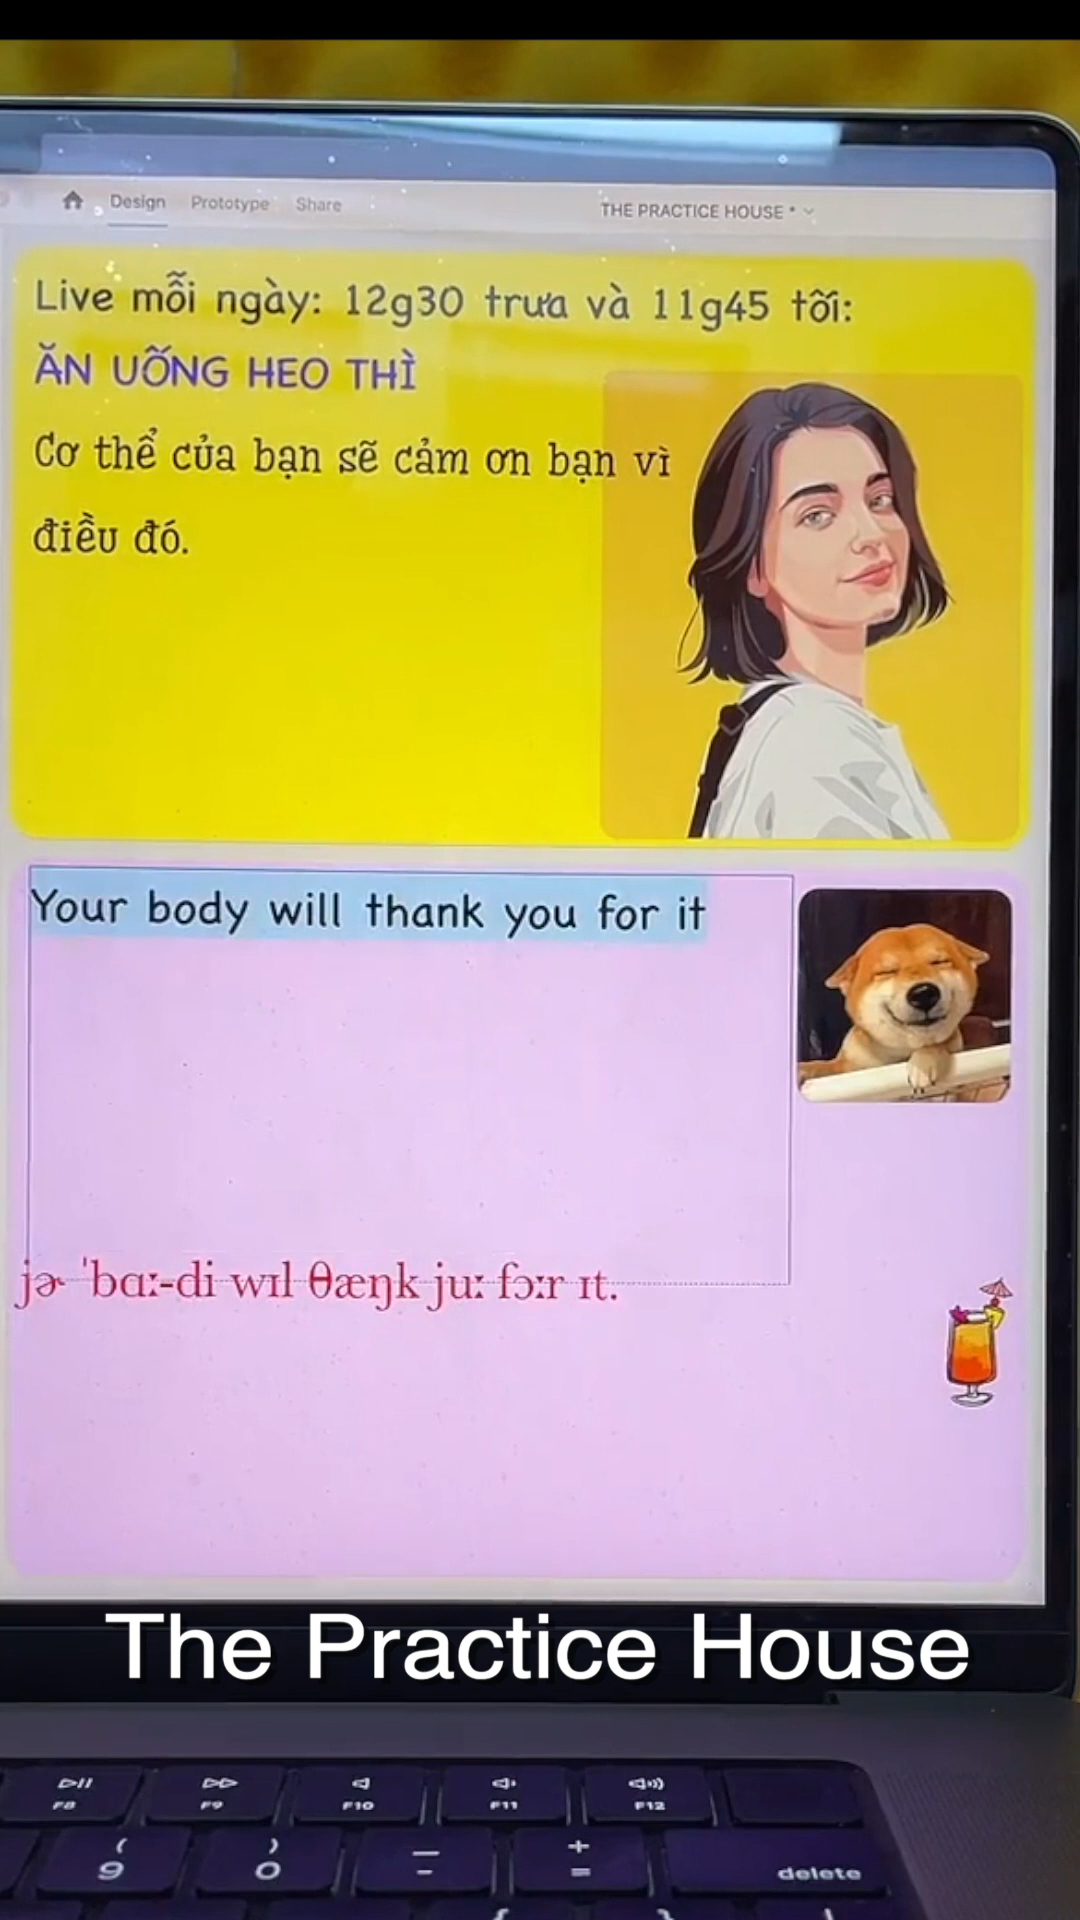 Design Prototype Share
THE PRACTICE HOUSE *
Live mỗi ngày: 12g30 trưa và 11g45 tối:
ĂN UỐNG HEO THÌ
Cơ thể của bạn sẽ cảm ơn bạn vì
điều đó.
Your body will thank you for it
jɚ ˈbɑː-di wɪl θæŋk juː fɔːr ɪt.
The Practice House
F8 F9 F10 F11 F12
( ) — +
9 0 - =
delete